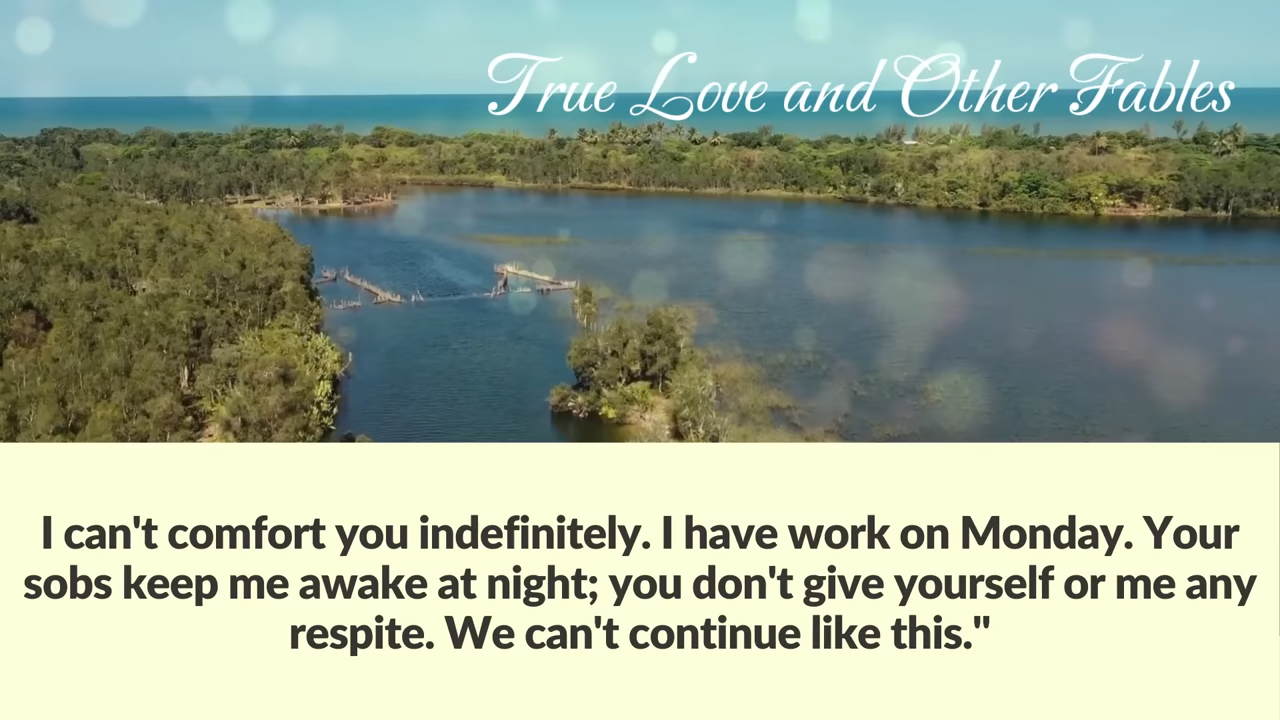 True Love and Other Fables
I can't comfort you indefinitely. I have work on Monday. Your
sobs keep me awake at night; you don't give yourself or me any
respite. We can't continue like this."